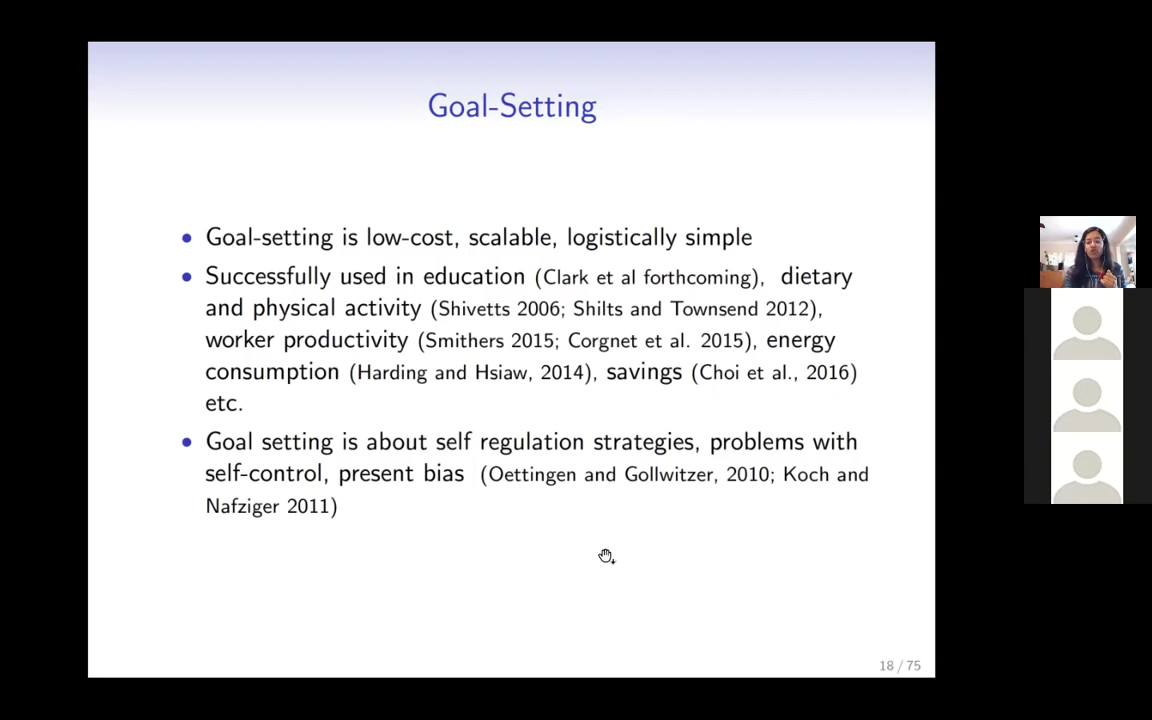 Goal-Setting
• Goal-setting is low-cost, scalable, logistically simple
• Successfully used in education (Clark et al forthcoming), dietary
and physical activity (Shivetts 2006; Shilts and Townsend 2012),
worker productivity (Smithers 2015; Corgnet et al. 2015), energy
consumption (Harding and Hsiaw, 2014), savings (Choi et al., 2016)
etc.
• Goal setting is about self regulation strategies, problems with
self-control, present bias (Oettingen and Gollwitzer, 2010; Koch and
Nafziger 2011)
18 / 75